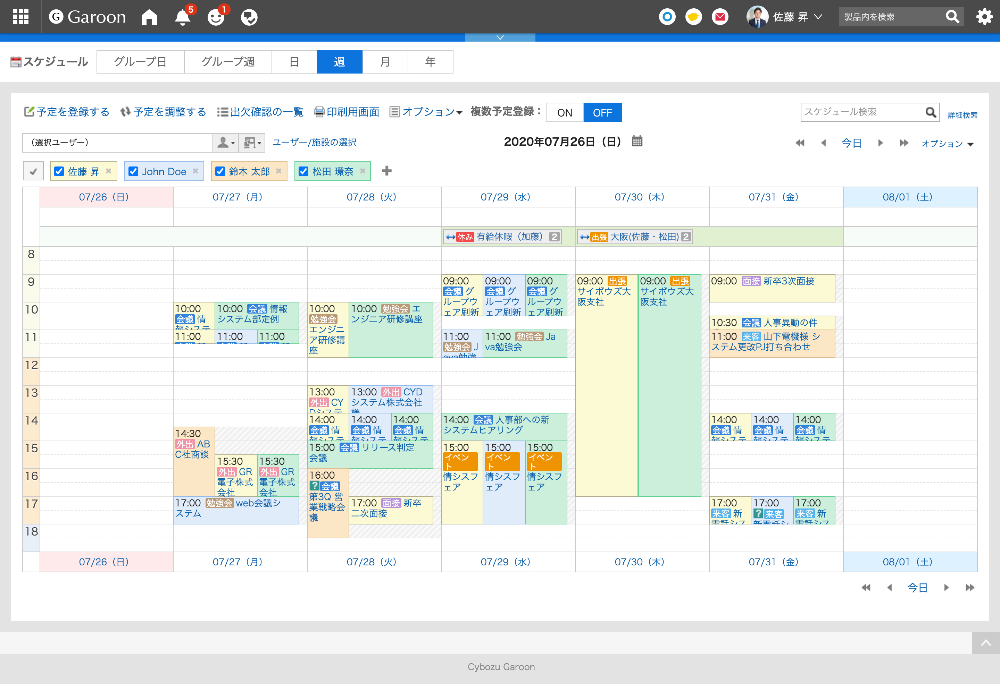 G Garoon 5 1 佐藤 昇 製品内を検索
スケジュール グループ日 グループ週 日 週 月 年
予定を登録する 予定を調整する 出欠確認の一覧 印刷用画面 オプション 複数予定登録： ON OFF スケジュール検索 詳細検索
（選択ユーザー） ユーザー/施設の選択 2020年07月26日（日） 今日 オプション
佐藤 昇 John Doe 鈴木 太郎 松田 環奈
07/26（日） 07/27（月） 07/28（火） 07/29（水） 07/30（木） 07/31（金） 08/01（土）
休み 有給休暇（加藤） 2 出張 大阪(佐藤・松田) 2
8
9
10
11
12
13
14
15
16
17
18
10:00
会議 情
報システ
10:00 会議 情報
システム部定例
11:00
11:00
11:00
14:30
外出 AB
C社商談
15:30
外出 GR
電子株式
会社
15:30
外出 GR
電子株式
会社
17:00 勉強会 web会議シ
ステム
10:00
勉強会
エンジニ
ア研修講
座
10:00 勉強会 エ
ンジニア研修講座
13:00
外出 CY
Dシステ
13:00 外出 CYD
システム株式会社
様
14:00
会議 情
報システ
14:00
会議 情
報システ
14:00
会議 情
報システ
15:00 会議 リリース判定
会議
16:00
? 会議
第3Q 営
業戦略会
議
17:00 面接 新卒
二次面接
09:00
会議 グ
ループウ
ェア刷新
09:00
会議 グ
ループウ
ェア刷新
09:00
会議 グ
ループウ
ェア刷新
11:00
勉強会 J
ava勉強
11:00 勉強会 Ja
va勉強会
14:00 会議 人事部への新
システムヒアリング
15:00
イベン
ト
情シスフ
ェア
15:00
イベン
ト
情シスフ
ェア
15:00
イベン
ト
情シスフ
ェア
09:00 出張
サイボウズ大
阪支社
09:00 出張
サイボウズ大
阪支社
09:00 面接 新卒3次面接
10:30 会議 人事異動の件
11:00 来客 山下電機様 シ
ステム更改PJ打ち合わせ
14:00
会議 情
報システ
14:00
会議 情
報システ
14:00
会議 情
報システ
17:00
来客 新
電話シス
17:00
? 来客
新電話シ
17:00
来客 新
電話シス
07/26（日） 07/27（月） 07/28（火） 07/29（水） 07/30（木） 07/31（金） 08/01（土）
今日
Cybozu Garoon